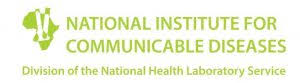 NATIONAL INSTITUTE FOR
COMMUNICABLE DISEASES
Division of the National Health Laboratory Service